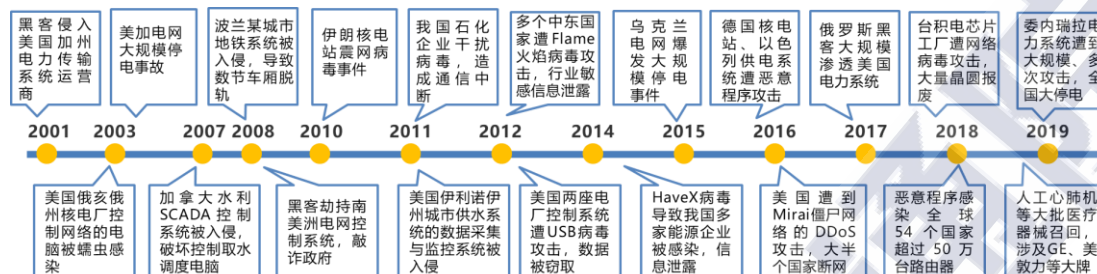 黑客侵入
美国加州
电力传输
系统运营
商
美加电网
大规模停
电事故
波兰某城市
地铁系统被
入侵，导致
数节车厢脱
轨
伊朗核电
站震网病
毒事件
我国石化
企业干扰
病毒，造
成通信中
断
多个中东国
家遭Flame
火焰病毒攻
击，行业敏
感信息泄露
乌克兰
电网爆
发大规
模停电
事件
德国核电
站、以色
列供电系
统遭恶意
程序攻击
俄罗斯黑
客大规模
渗透美国
电力系统
台积电芯片
工厂遭网络
病毒攻击，
大量晶圆报
废
委内瑞拉电
力系统遭到
大规模、多
次攻击，全
国大停电
2001 2003 2007 2008 2010 2011 2012 2014 2015 2016 2017 2018 2019
美国俄亥俄
州核电厂控
制网络的电
脑被蠕虫感
染
加拿大水利
SCADA控制
系统被入侵，
破坏控制取水
调度电脑
黑客劫持南
美洲电网控
制系统，敲
诈政府
美国伊利诺伊
州城市供水系
统的数据采集
与监控系统被
入侵
美国两座电
厂控制系统
遭USB病毒
攻击，数据
被窃取
HaveX病毒
导致我国多
家能源企业
被感染，信
息泄露
美国遭到
Mirai僵尸网
络的DDoS
攻击，大半
个国家断网
恶意程序感
染全球
54个国家
超过50万
台路由器
人工心肺机
等大批医疗
器械召回，
涉及GE、美
敦力等大牌